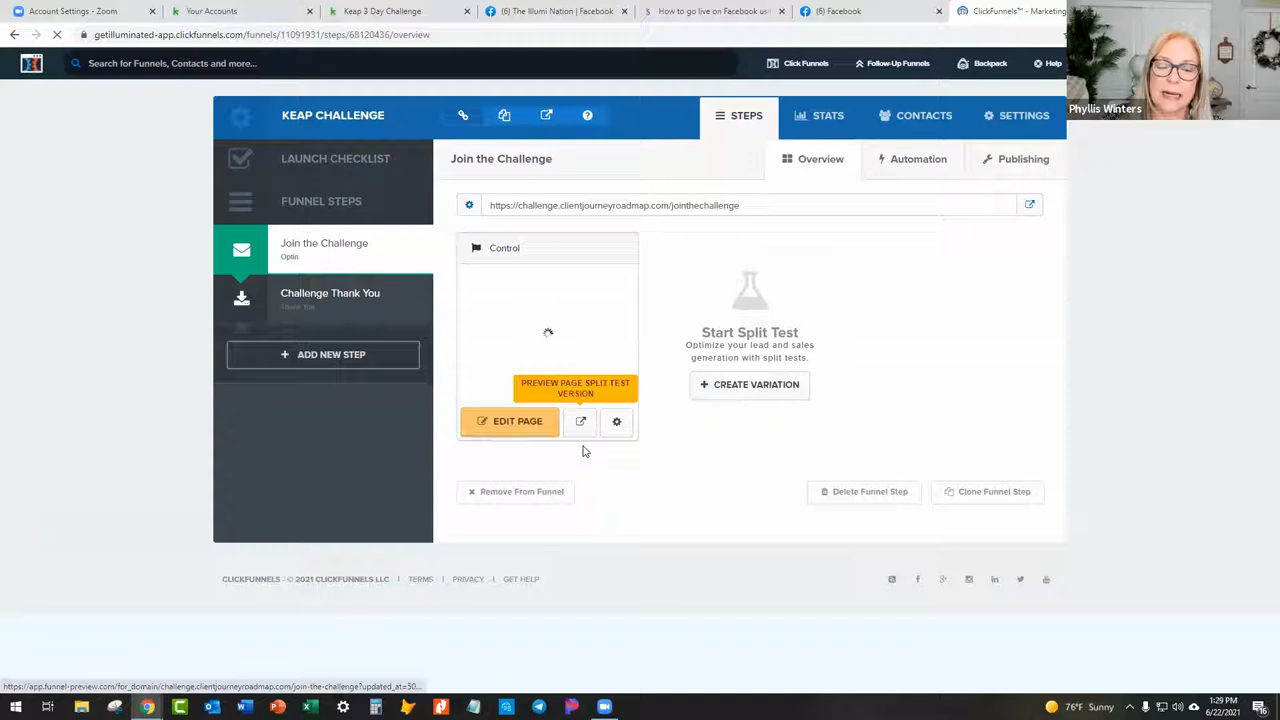 Account Settings - Zoom
Your Accounts
Keap 3 Day Challenge
(6) The Illumi Nation | Facebook
How to go live on Facebook usi
(6) Facebook
ClickFunnels™ - Marketing
getilluminated-app.clickfunnels.com/funnels/11091931/steps/68120436/overview
Search for Funnels, Contacts and more...
Click Funnels
Follow-Up Funnels
Backpack
Help
Phyllis Winters
KEAP CHALLENGE
STEPS
STATS
CONTACTS
SETTINGS
LAUNCH CHECKLIST
Join the Challenge
Overview
Automation
Publishing
FUNNEL STEPS
https://challenge.clientjourneyroadmap.com/jointhechallenge
Join the Challenge
Optin
Control
Challenge Thank You
Thank You
+ ADD NEW STEP
Start Split Test
Optimize your lead and sales
generation with split tests.
+ CREATE VARIATION
PREVIEW PAGE SPLIT TEST
VERSION
EDIT PAGE
× Remove From Funnel
Delete Funnel Step
Clone Funnel Step
CLICKFUNNELS - © 2021 CLICKFUNNELS LLC | TERMS | PRIVACY | GET HELP
https://app.funnel-preview.com/for_domain/challenge.clientjourneyroadmap.com/join-the-challenge?updated_at=50...
76°F Sunny
1:29 PM
6/22/2021